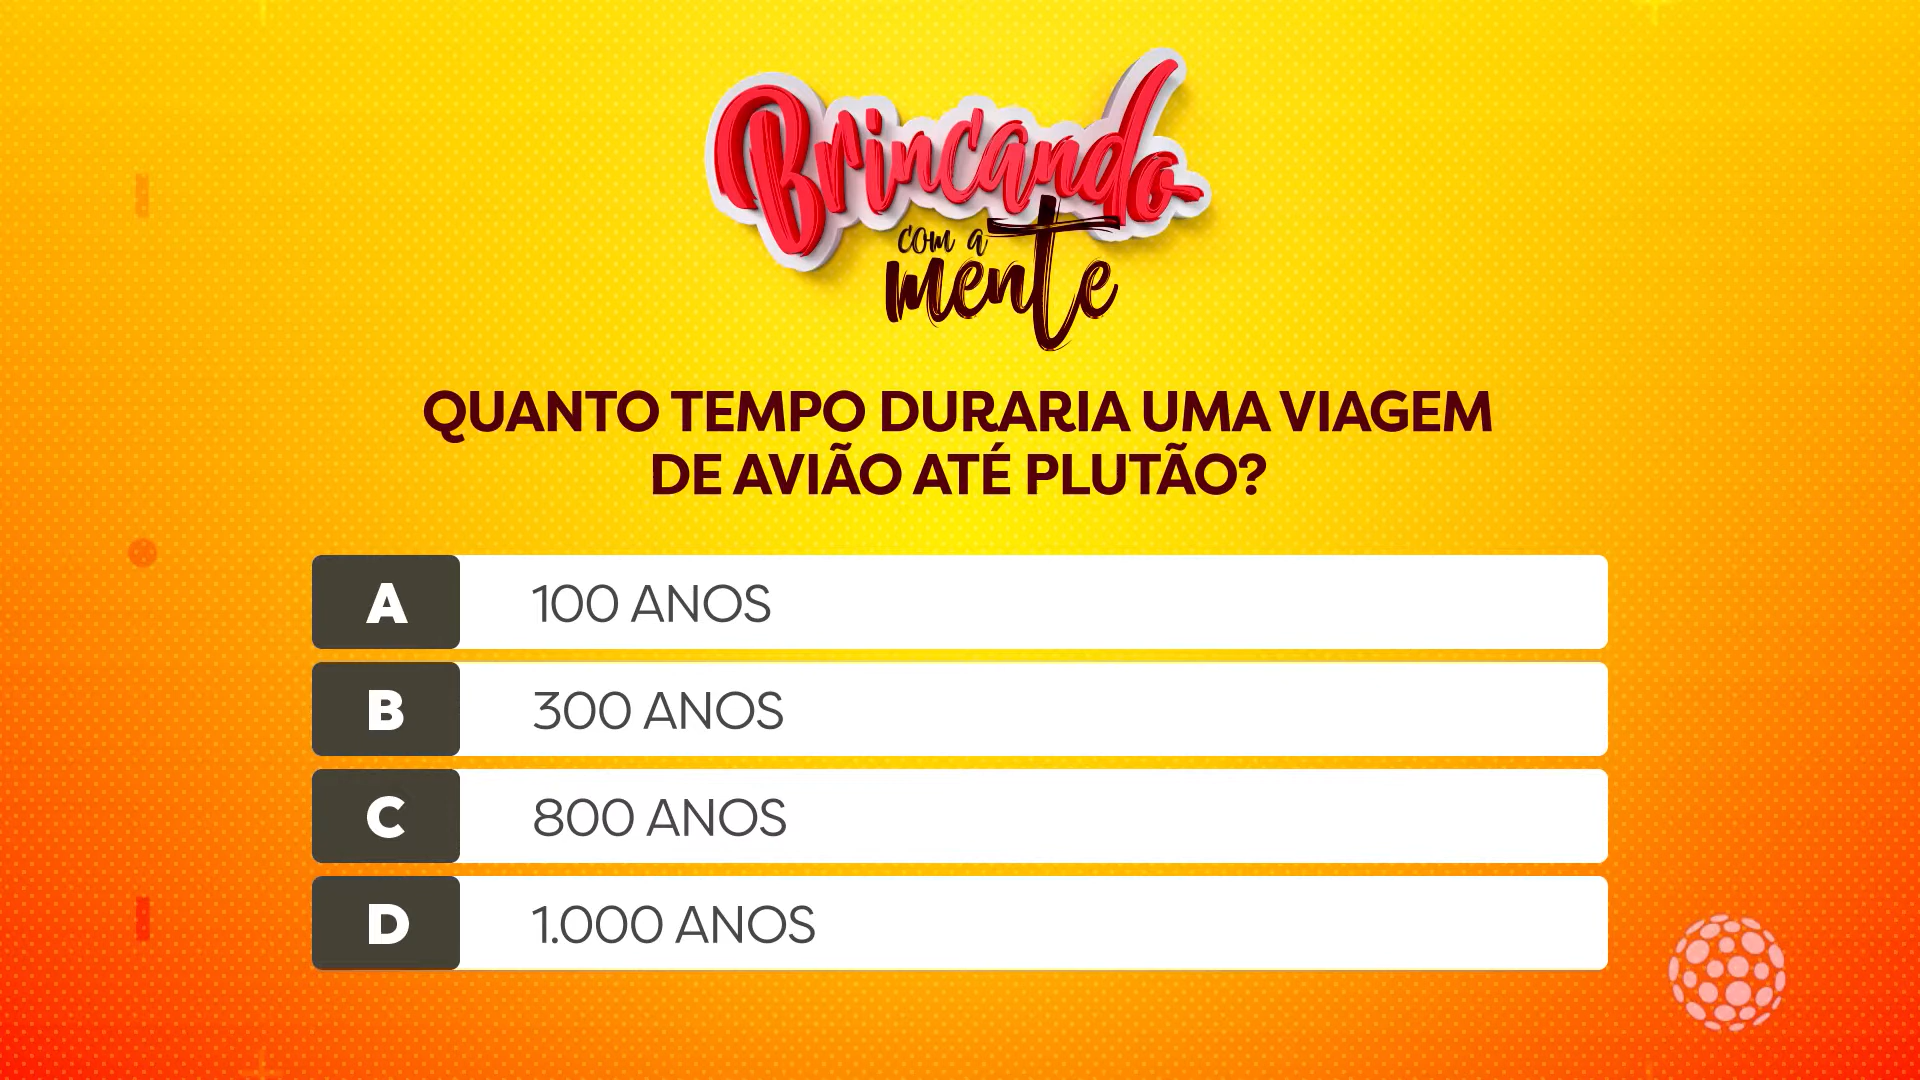 Brincando
com a
mente
QUANTO TEMPO DURARIA UMA VIAGEM
DE AVIÃO ATÉ PLUTÃO?
A 100 ANOS
B 300 ANOS
C 800 ANOS
D 1.000 ANOS